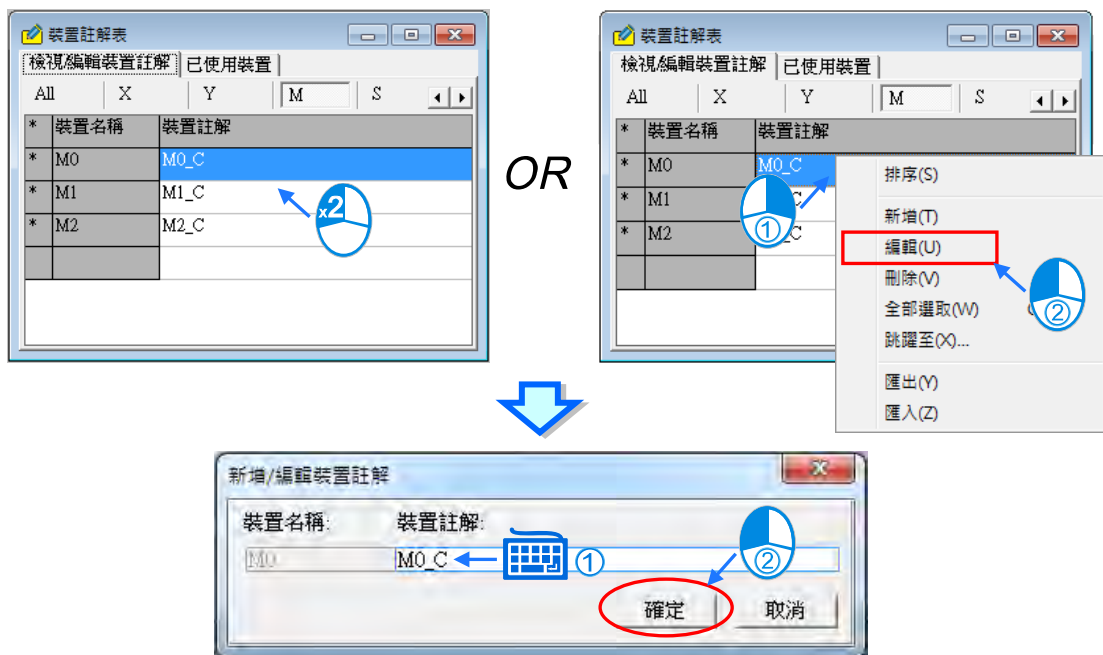 裝置註解表
檢視/編輯裝置註解 已使用裝置
All X Y M S
* 裝置名稱 裝置註解
* M0 M0_C
* M1 M1_C
* M2 M2_C
x2
OR
裝置註解表
檢視/編輯裝置註解 已使用裝置
All X Y M S
* 裝置名稱 裝置註解
* M0 M0_C
* M1 C
* M2 C
①
排序(S)
新增(T)
編輯(U)
刪除(V)
全部選取(W)
跳躍至(X)...
匯出(Y)
匯入(Z)
②
新增/編輯裝置註解
裝置名稱: 裝置註解:
M0 M0_C ①
②
確定 取消